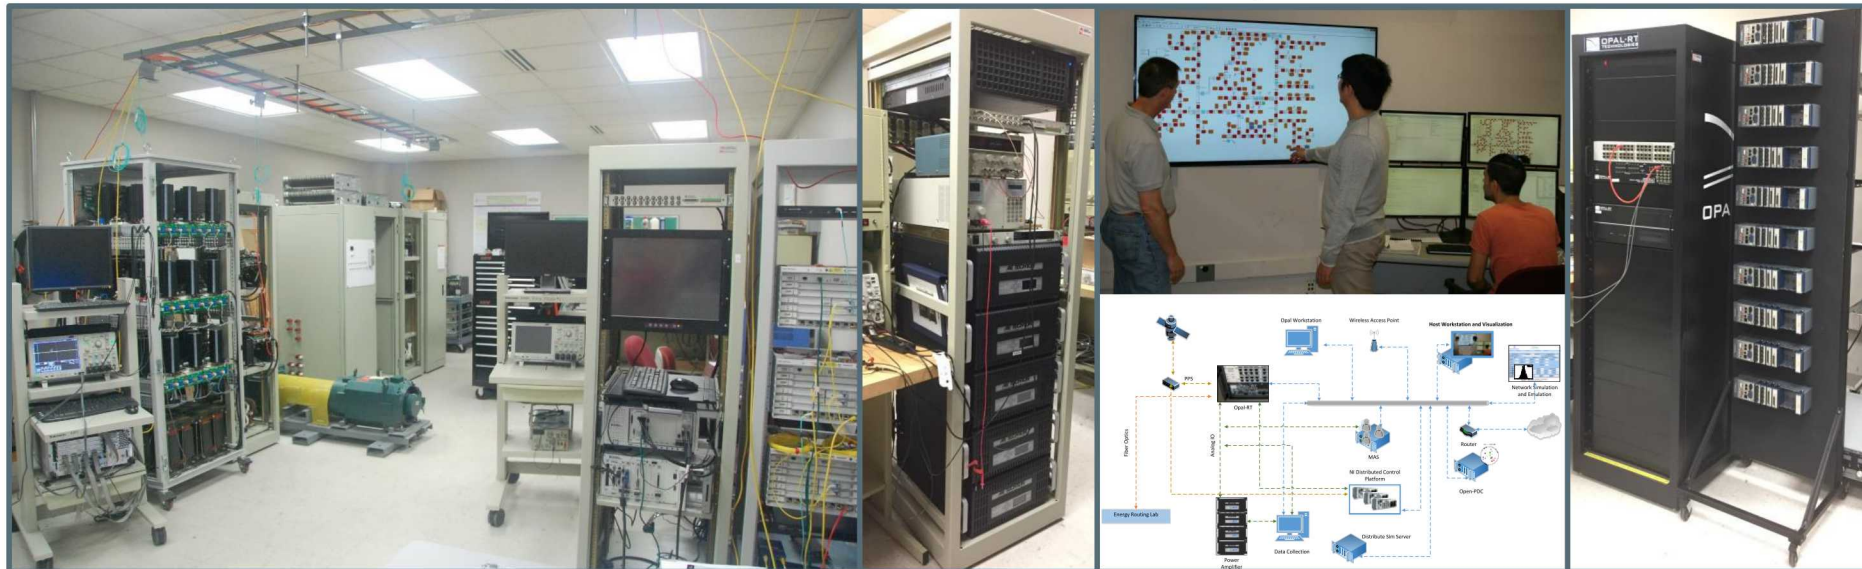 OPAL-RT
TECHNOLOGIES
OPA
Opal Workstation
Wireless Access Point
Host Workstation and Visualization
PPS
Opal-RT
Network Simulation
and Emulation
Fiber Optics
Analog IO
MAS
Router
NI Distributed Control
Platform
Open-PDC
Energy Routing Lab
Data Collection
Distribute Sim Server
Power
Amplifier